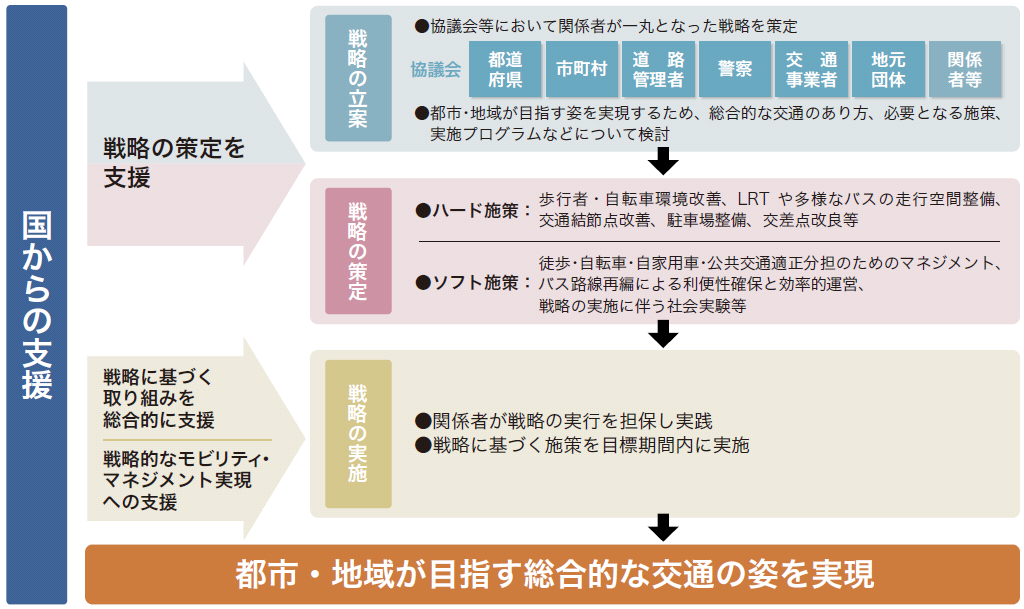 国からの支援
戦略の策定を
支援
戦略に基づく
取り組みを
総合的に支援
戦略的なモビリティ・
マネジメント実現
への支援
戦略の立案
●協議会等において関係者が一丸となった戦略を策定
協議会
都道
府県
市町村
道　路
管理者
警察
交　通
事業者
地元
団体
関係
者等
●都市・地域が目指す姿を実現するため、総合的な交通のあり方、必要となる施策、
実施プログラムなどについて検討
戦略の策定
●ハード施策：
歩行者・自転車環境改善、LRT や多様なバスの走行空間整備、
交通結節点改善、駐車場整備、交差点改良等
●ソフト施策：
徒歩・自転車・自家用車・公共交通適正分担のためのマネジメント、
バス路線再編による利便性確保と効率的運営、
戦略の実施に伴う社会実験等
戦略の実施
●関係者が戦略の実行を担保し実践
●戦略に基づく施策を目標期間内に実施
都市・地域が目指す総合的な交通の姿を実現